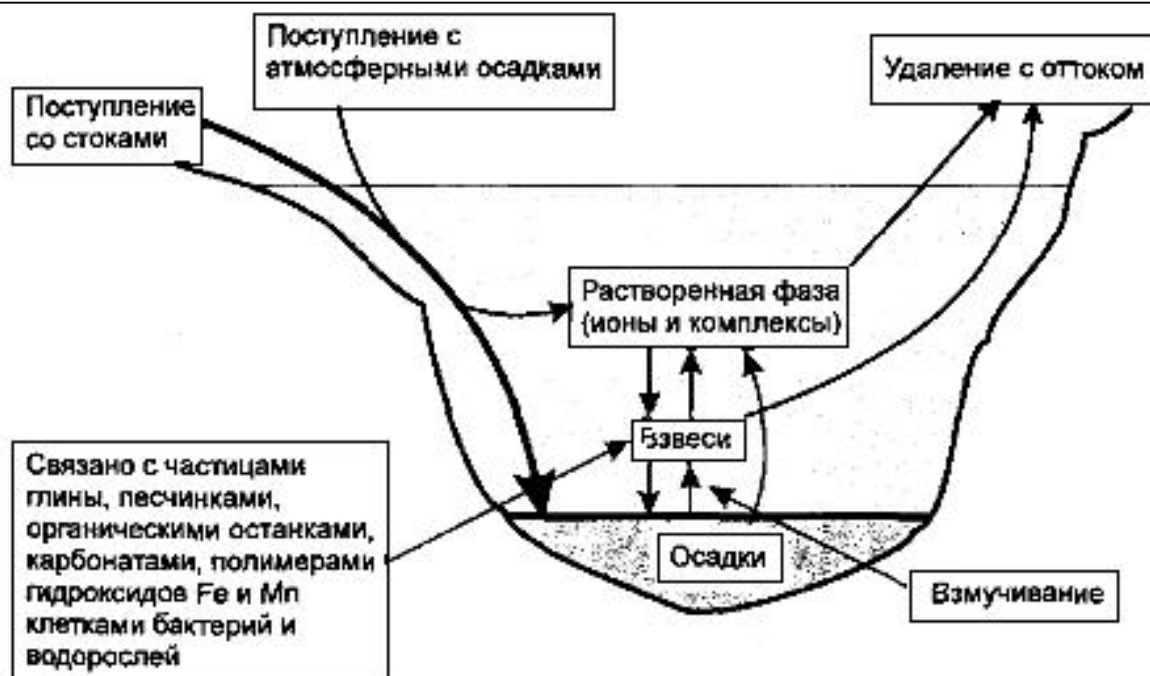 Поступление с
атмосферными осадками
Удаление с оттоком
Поступление
со стоками
Растворенная фаза
(ионы и комплексы)
Взвеси
Связано с частицами
глины, песчинками,
органическими останками,
карбонатами, полимерами
гидроксидов Fe и Mn
клетками бактерий и
водорослей
Осадки
Взмучивание